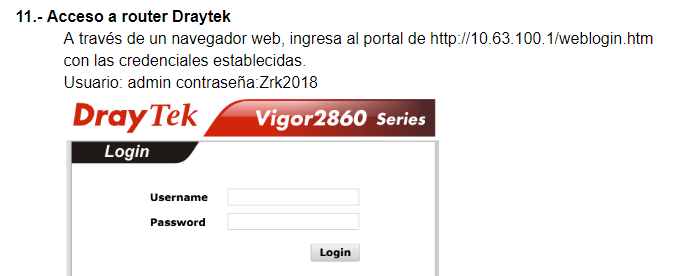 11.- Acceso a router Draytek
A través de un navegador web, ingresa al portal de http://10.63.100.1/weblogin.htm
con las credenciales establecidas.
Usuario: admin contraseña:Zrk2018
DrayTek Vigor2860 Series
Login
Username
Password
Login